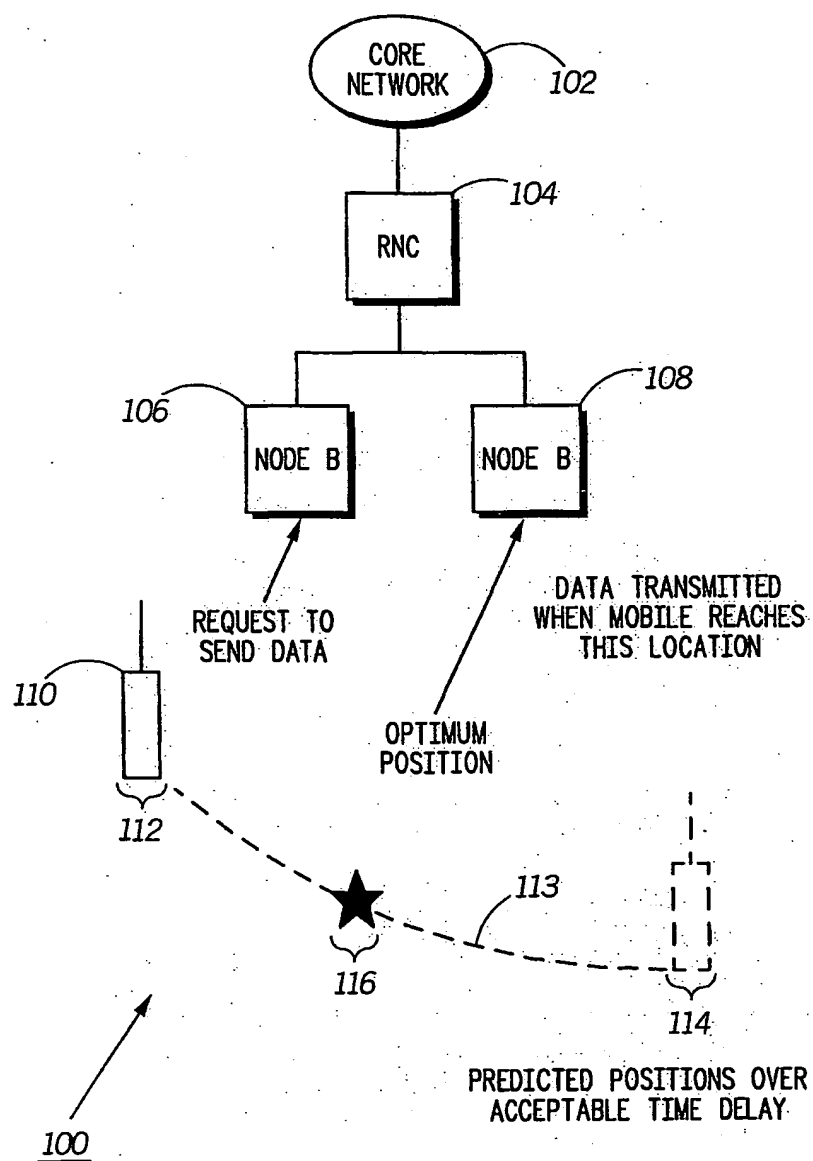 CORE
NETWORK
102
104
RNC
106
108
NODE B
NODE B
REQUEST TO
SEND DATA
DATA TRANSMITTED
WHEN MOBILE REACHES
THIS LOCATION
110
OPTIMUM
POSITION
112
113
116
114
PREDICTED POSITIONS OVER
ACCEPTABLE TIME DELAY
100